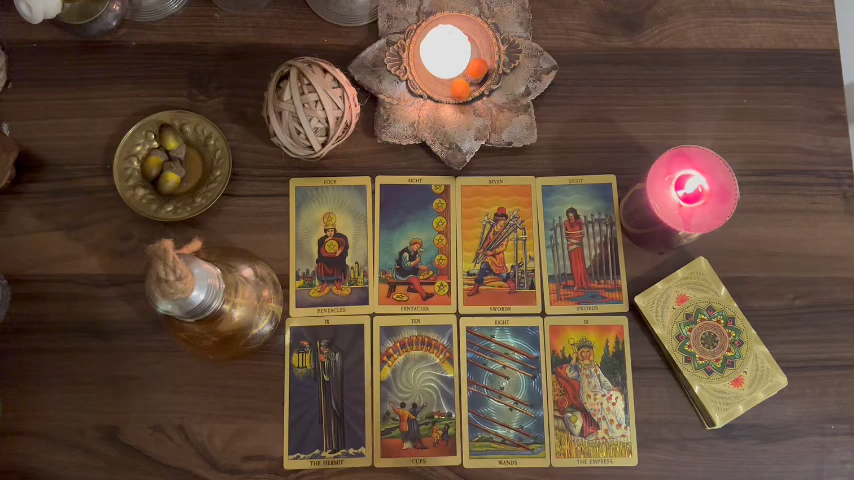 FOUR
EIGHT
SEVEN
EIGHT
PENTACLES
PENTACLES
SWORDS
SWORDS
IX
TEN
EIGHT
III
THE HERMIT
CUPS
WANDS
THE EMPRESS